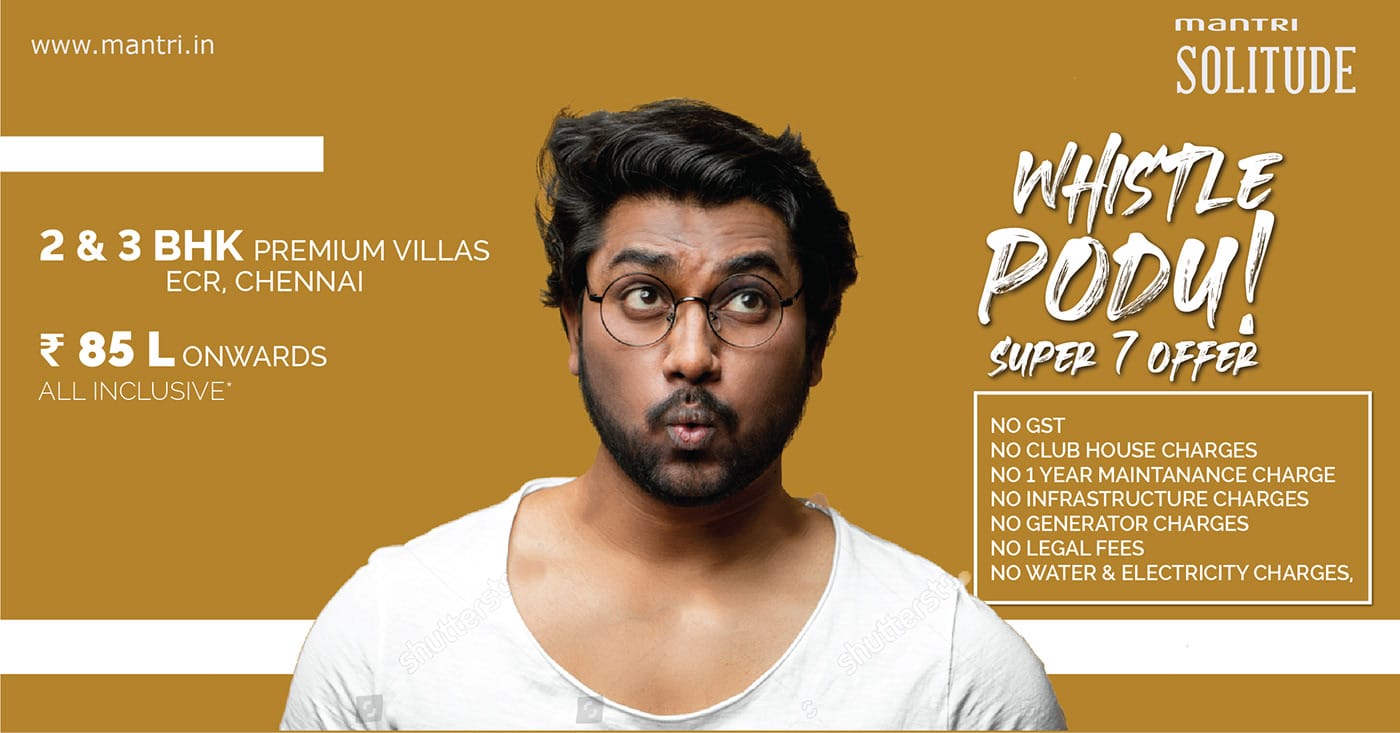 www.mantri.in
manTRI
SOLITUDE
2 & 3 BHK PREMIUM VILLAS
ECR, CHENNAI
₹ 85 L ONWARDS
ALL INCLUSIVE*
WHISTLE
PODU!
SUPER 7 OFFER
NO GST
NO CLUB HOUSE CHARGES
NO 1 YEAR MAINTANANCE CHARGE
NO INFRASTRUCTURE CHARGES
NO GENERATOR CHARGES
NO LEGAL FEES
NO WATER & ELECTRICITY CHARGES,
shutterst
shutterst